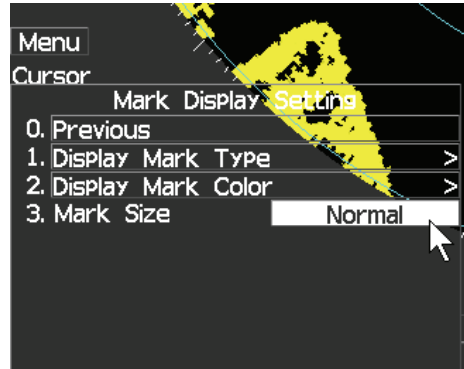 Menu
Cursor
Mark Display Setting
0. Previous
1. Display Mark Type >
2. Display Mark Color >
3. Mark Size Normal